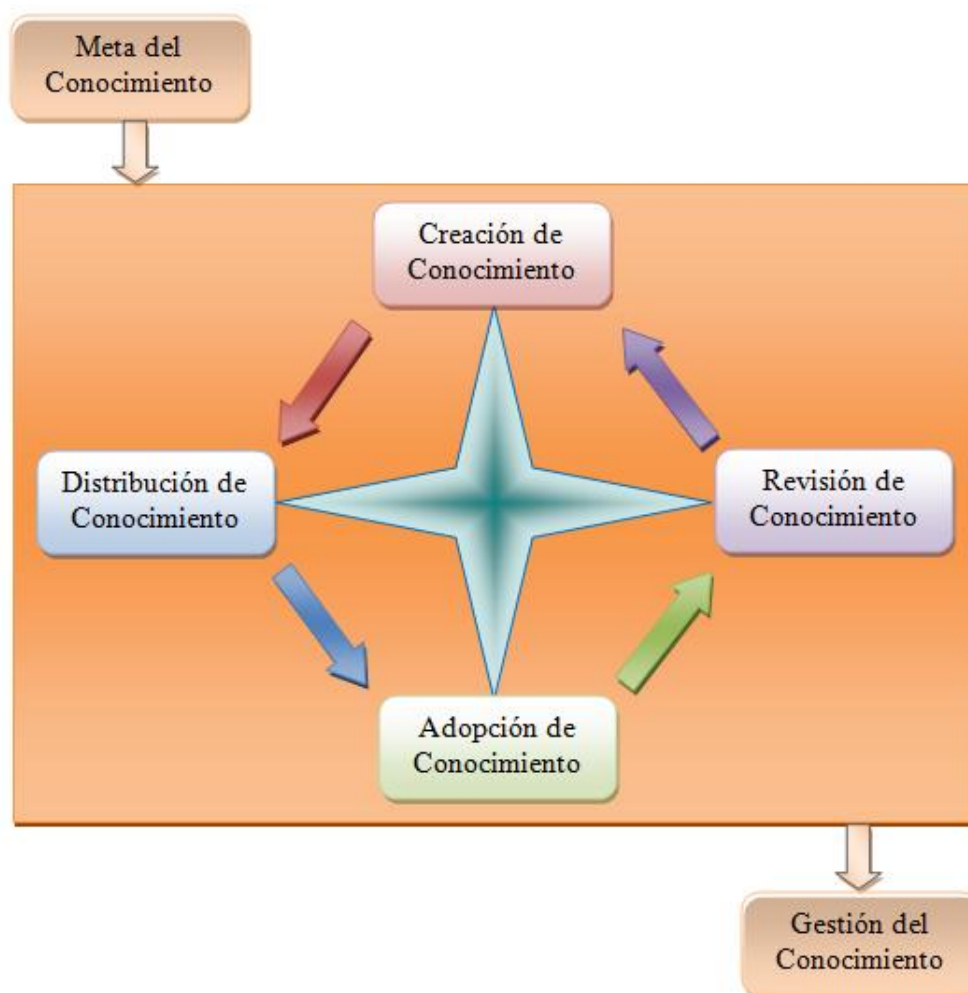 Meta del
Conocimiento
Creación de
Conocimiento
Distribución de
Conocimiento
Revisión de
Conocimiento
Adopción de
Conocimiento
Gestión del
Conocimiento